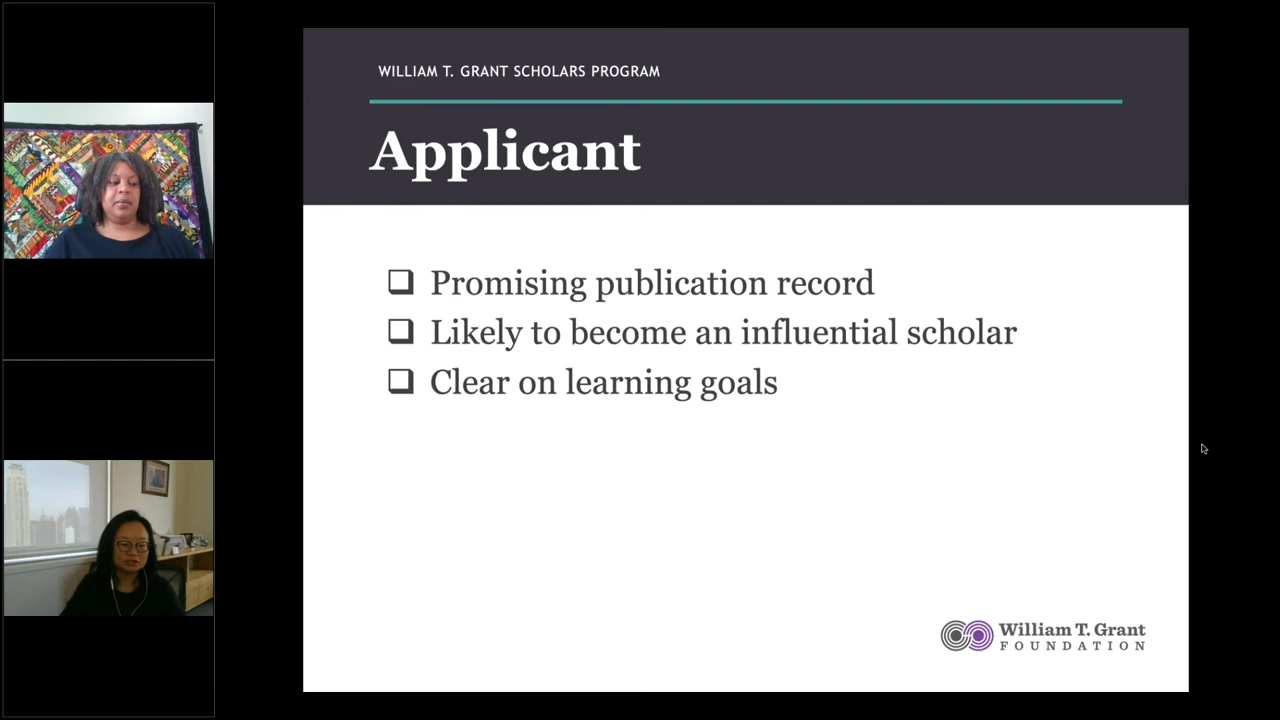 WILLIAM T. GRANT SCHOLARS PROGRAM
Applicant
Promising publication record
Likely to become an influential scholar
Clear on learning goals
William T. Grant
FOUNDATION